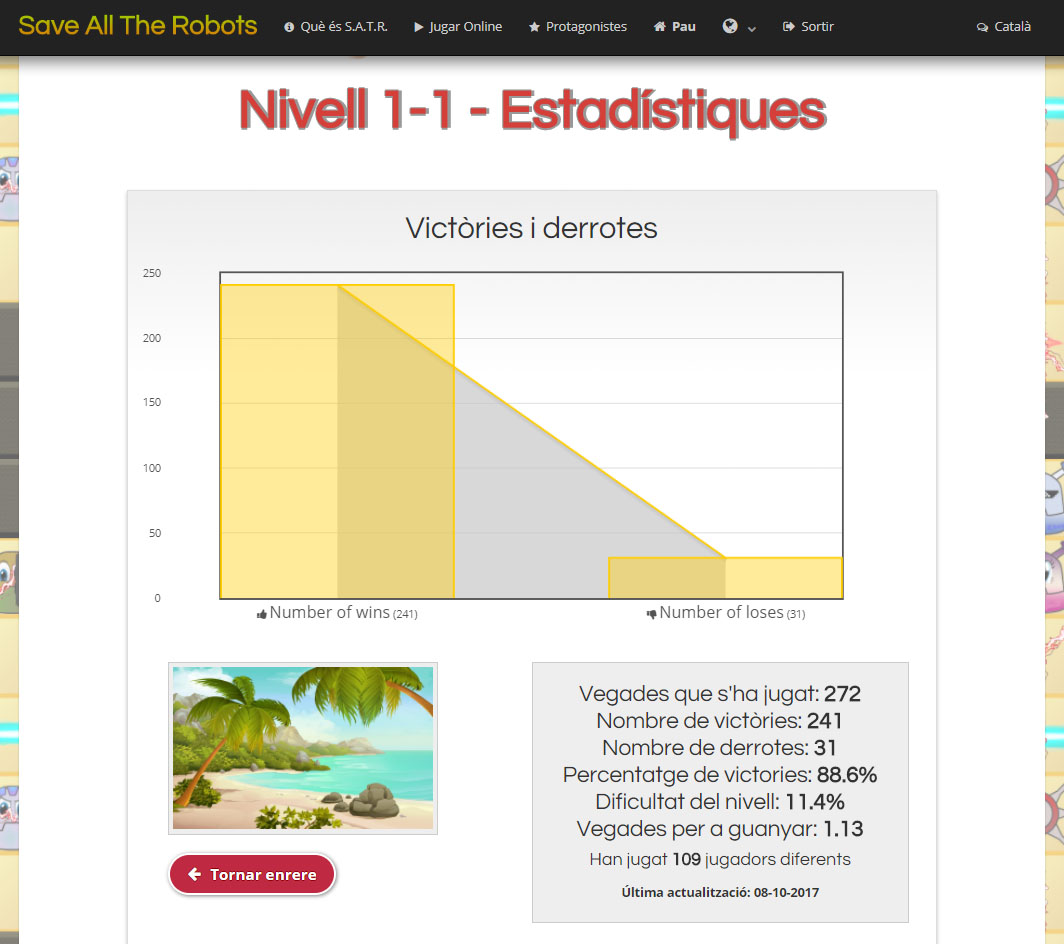 Save All The Robots Què és S.A.T.R. Jugar Online Protagonistes Pau Sortir Català
Nivell 1-1 - Estadístiques
Victòries i derrotes
250
200
150
100
50
0
Number of wins (241) Number of loses (31)
Vegades que s'ha jugat: 272
Nombre de victòries: 241
Nombre de derrotes: 31
Percentatge de victories: 88.6%
Dificultat del nivell: 11.4%
Vegades per a guanyar: 1.13
Han jugat 109 jugadors diferents
Última actualització: 08-10-2017
Tornar enrere